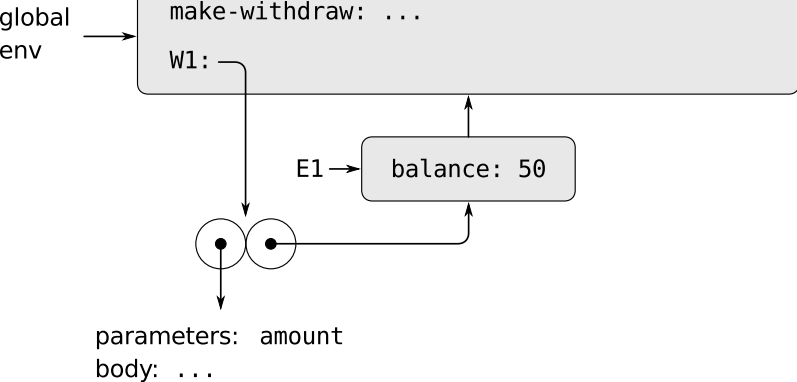 global
env
make-withdraw: ...
W1:
E1
balance: 50
parameters: amount
body: ...